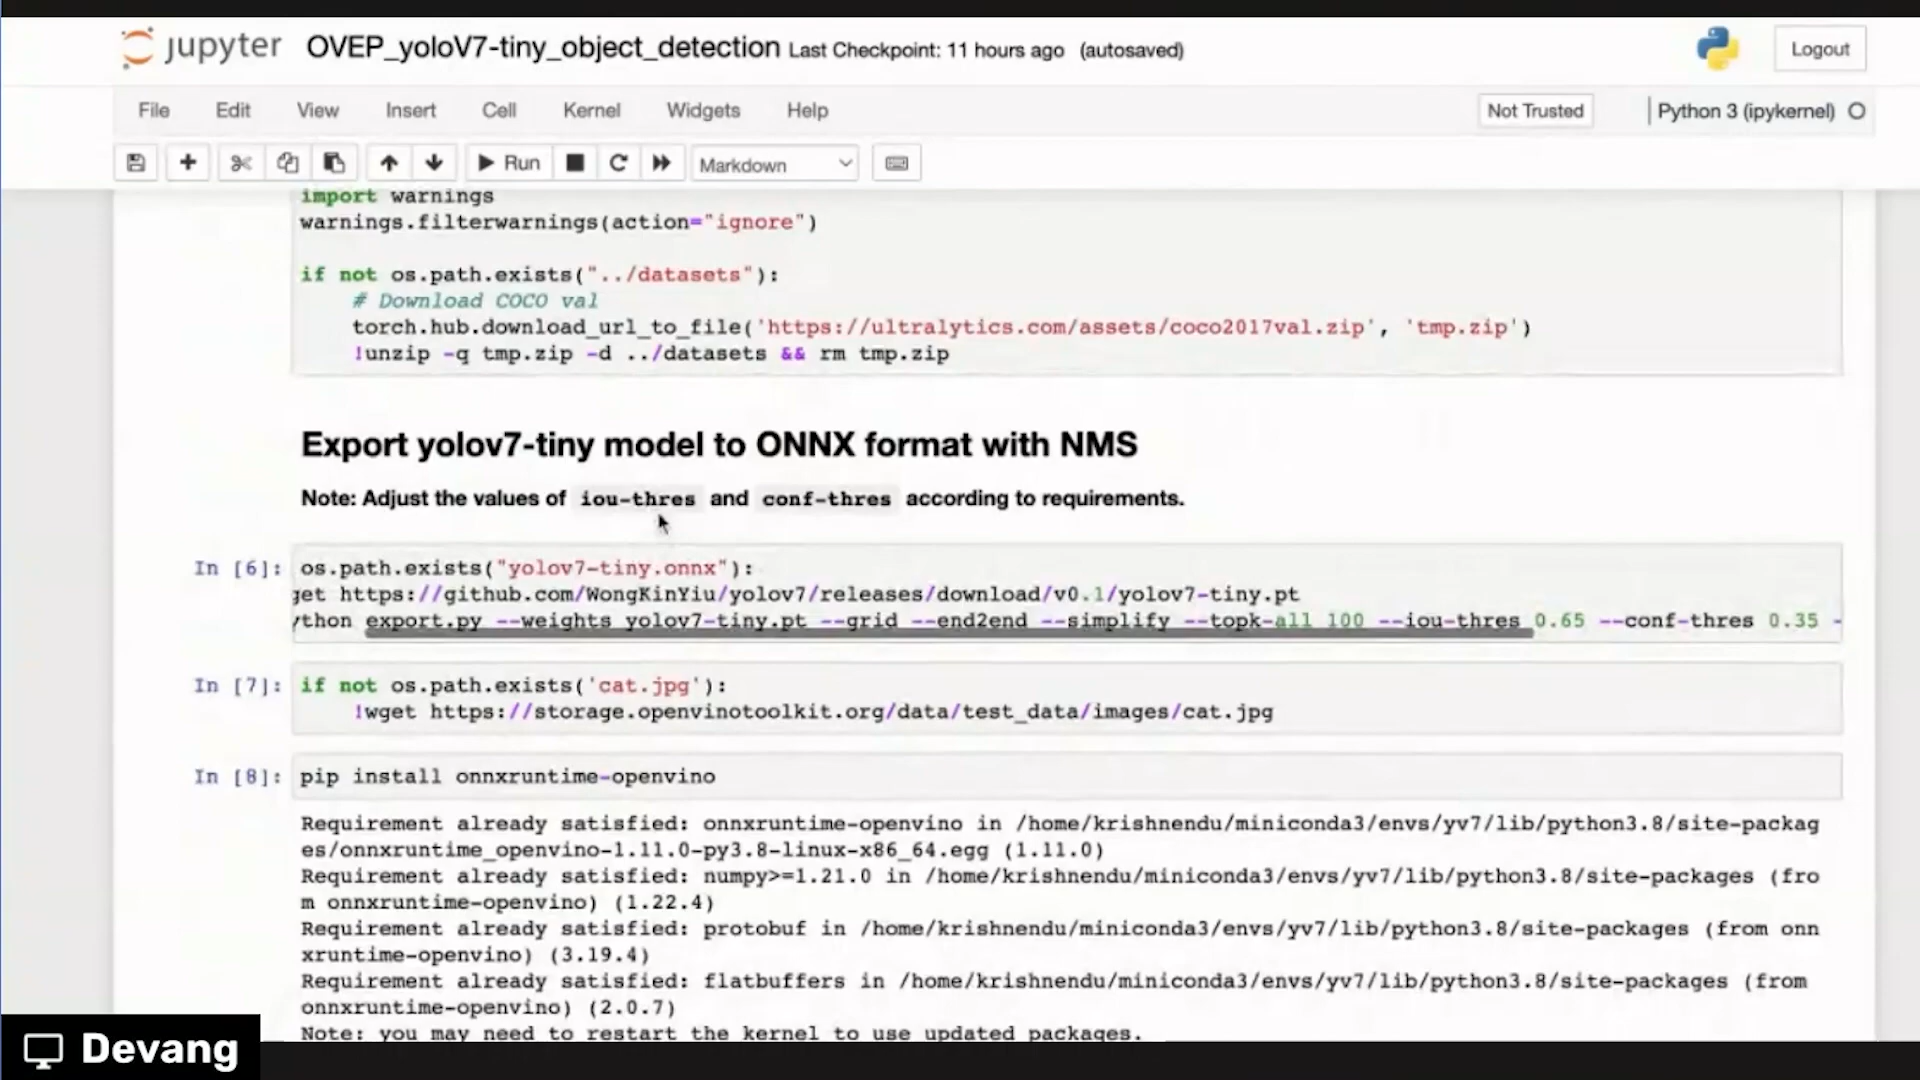 jupyter OVEP_yoloV7-tiny_object_detection Last Checkpoint: 11 hours ago (autosaved) Logout
File Edit View Insert Cell Kernel Widgets Help Not Trusted Python 3 (ipykernel)
Run Markdown
import warnings
warnings.filterwarnings(action="ignore")
if not os.path.exists("../datasets"):
# Download COCO val
torch.hub.download_url_to_file('https://ultralytics.com/assets/coco2017val.zip', 'tmp.zip')
!unzip -q tmp.zip -d ../datasets && rm tmp.zip
Export yolov7-tiny model to ONNX format with NMS
Note: Adjust the values of iou-thres and conf-thres according to requirements.
In [6]: os.path.exists("yolov7-tiny.onnx"):
get https://github.com/WongKinYiu/yolov7/releases/download/v0.1/yolov7-tiny.pt
ython export.py --weights yolov7-tiny.pt --grid --end2end --simplify --topk-all 100 --iou-thres 0.65 --conf-thres 0.35 -
In [7]: if not os.path.exists('cat.jpg'):
!wget https://storage.openvinotoolkit.org/data/test_data/images/cat.jpg
In [8]: pip install onnxruntime-openvino
Requirement already satisfied: onnxruntime-openvino in /home/krishnendu/miniconda3/envs/yv7/lib/python3.8/site-packag
es/onnxruntime_openvino-1.11.0-py3.8-linux-x86_64.egg (1.11.0)
Requirement already satisfied: numpy>=1.21.0 in /home/krishnendu/miniconda3/envs/yv7/lib/python3.8/site-packages (fro
m onnxruntime-openvino) (1.22.4)
Requirement already satisfied: protobuf in /home/krishnendu/miniconda3/envs/yv7/lib/python3.8/site-packages (from onn
xruntime-openvino) (3.19.4)
Requirement already satisfied: flatbuffers in /home/krishnendu/miniconda3/envs/yv7/lib/python3.8/site-packages (from
onnxruntime-openvino) (2.0.7)
Note: you may need to restart the kernel to use updated packages.
Devang